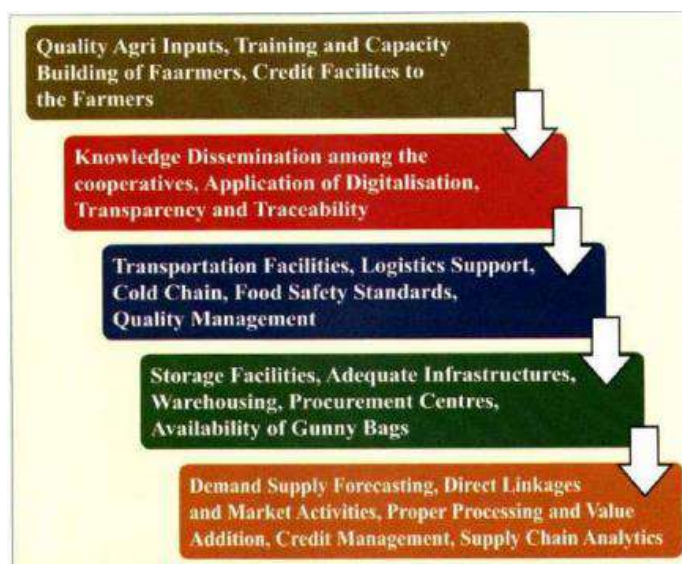 Quality Agri Inputs, Training and Capacity
Building of Faarmers, Credit Facilites to
the Farmers
Knowledge Dissemination among the
cooperatives, Application of Digitalisation,
Transparency and Traceability
Transportation Facilities, Logistics Support,
Cold Chain, Food Safety Standards,
Quality Management
Storage Facilities, Adequate Infrastructures,
Warehousing, Procurement Centres,
Availability of Gunny Bags
Demand Supply Forecasting, Direct Linkages
and Market Activities, Proper Processing and Value
Addition, Credit Management, Supply Chain Analytics